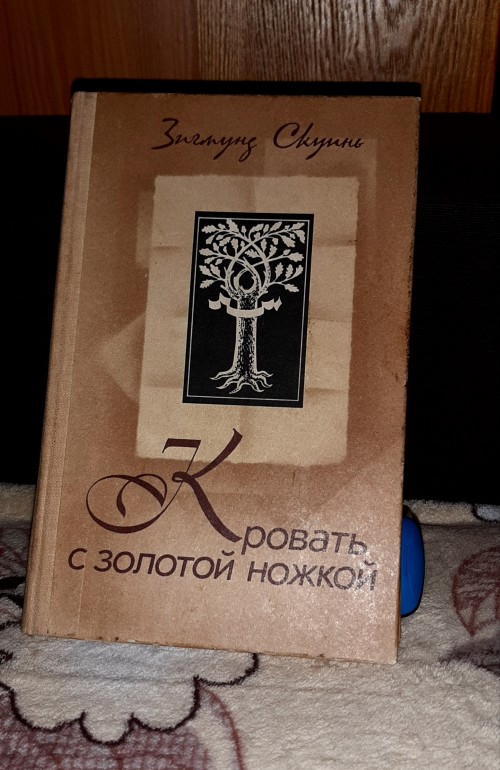 Зигмунд Скуинь
Кровать
с золотой ножкой